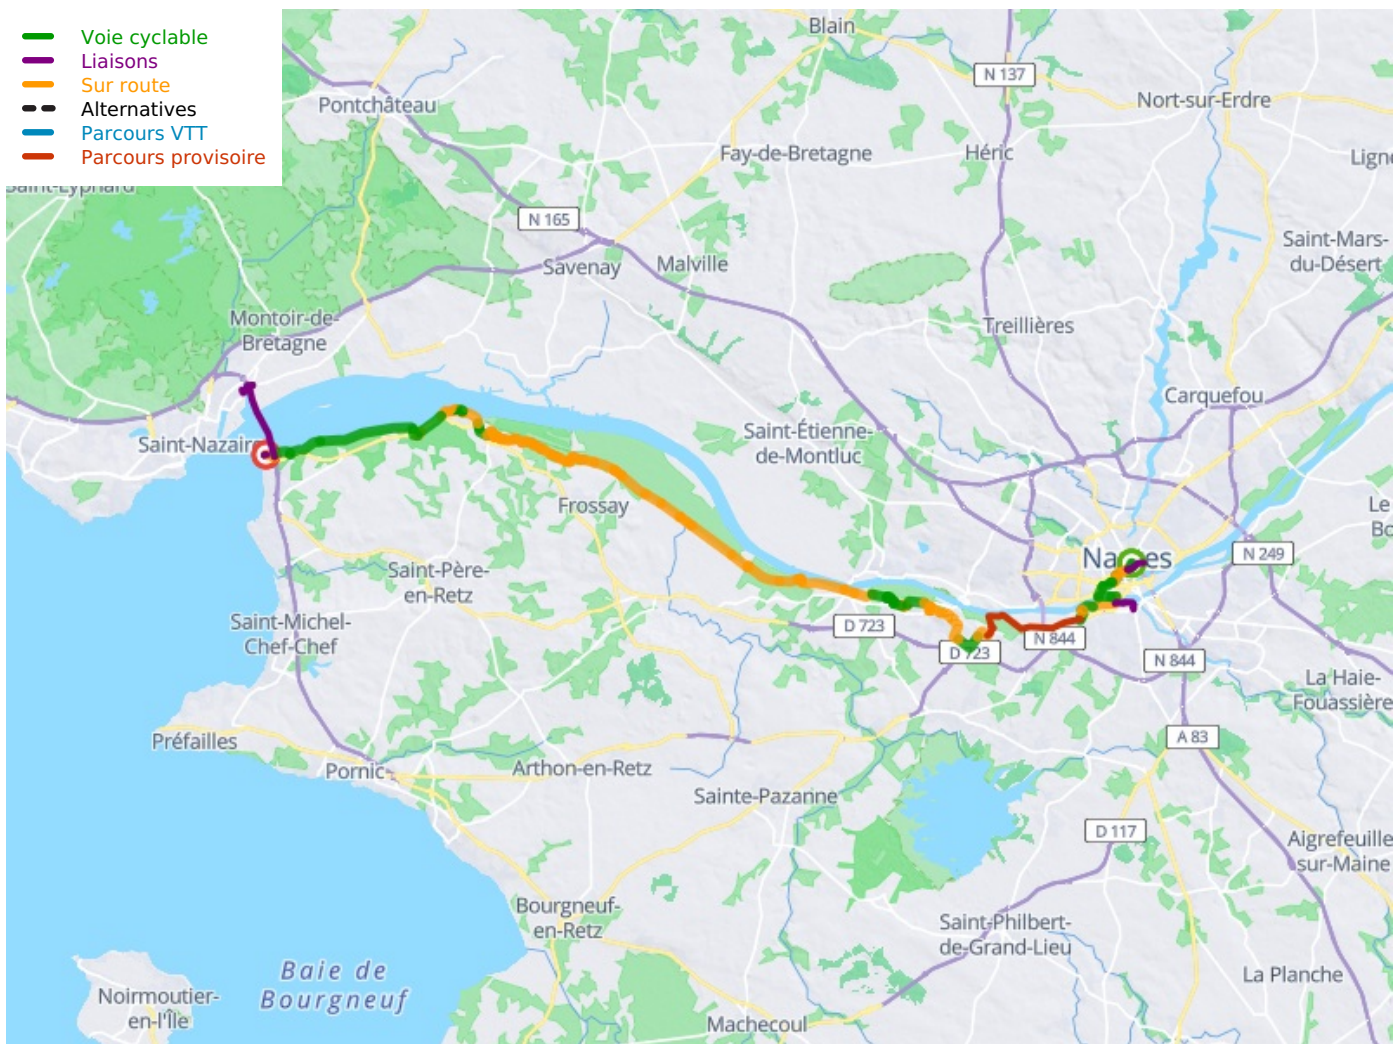 Voie cyclable
Liaisons
Sur route
Alternatives
Parcours VTT
Parcours provisoire
Blain
N 137
Pontchâteau
Nort-sur-Erdre
Fay-de-Bretagne
Héric
N 165
Saint-Mars-
du-Désert
Savenay
Malville
Montoir-de-
Bretagne
Treillières
Carquefou
Saint-Nazair
Saint-Étienne-
de-Montluc
Frossay
Le
Na es
N 249
Saint-Père-
en-Retz
Saint-Michel-
Chef-Chef
D 723
N 844
D 723
N 844
La Haie-
Fouassière
Préfailles
A 83
Pornic
Arthon-en-Retz
Sainte-Pazanne
D 117
Aigrefeuille
sur-Maine
Bourgneuf-
en-Retz
Saint-Philbert-
de-Grand-Lieu
Baie de
Bourgneuf
La Planche
Noirmoutier-
en-l'Île
Machecoul